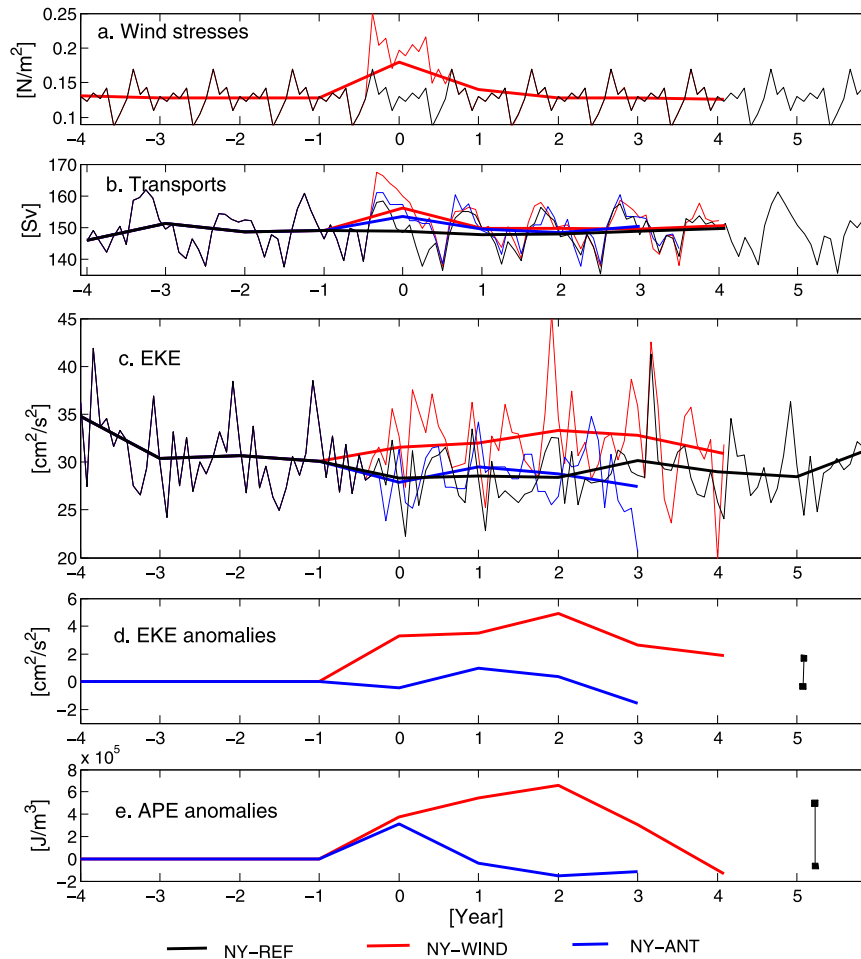 a. Wind stresses
[N/m²]
0.25
0.2
0.15
0.1
−4 −3 −2 −1 0 1 2 3 4 5
b. Transports
[Sv]
170
160
150
140
−4 −3 −2 −1 0 1 2 3 4 5
c. EKE
[cm²/s²]
45
40
35
30
25
20
−4 −3 −2 −1 0 1 2 3 4 5
d. EKE anomalies
[cm²/s²]
6
4
2
0
−2
−4 −3 −2 −1 0 1 2 3 4 5
x 10⁵
e. APE anomalies
[J/m³]
8
6
4
2
0
−2
−4 −3 −2 −1 0 1 2 3 4 5
[Year]
NY−REF NY−WIND NY−ANT